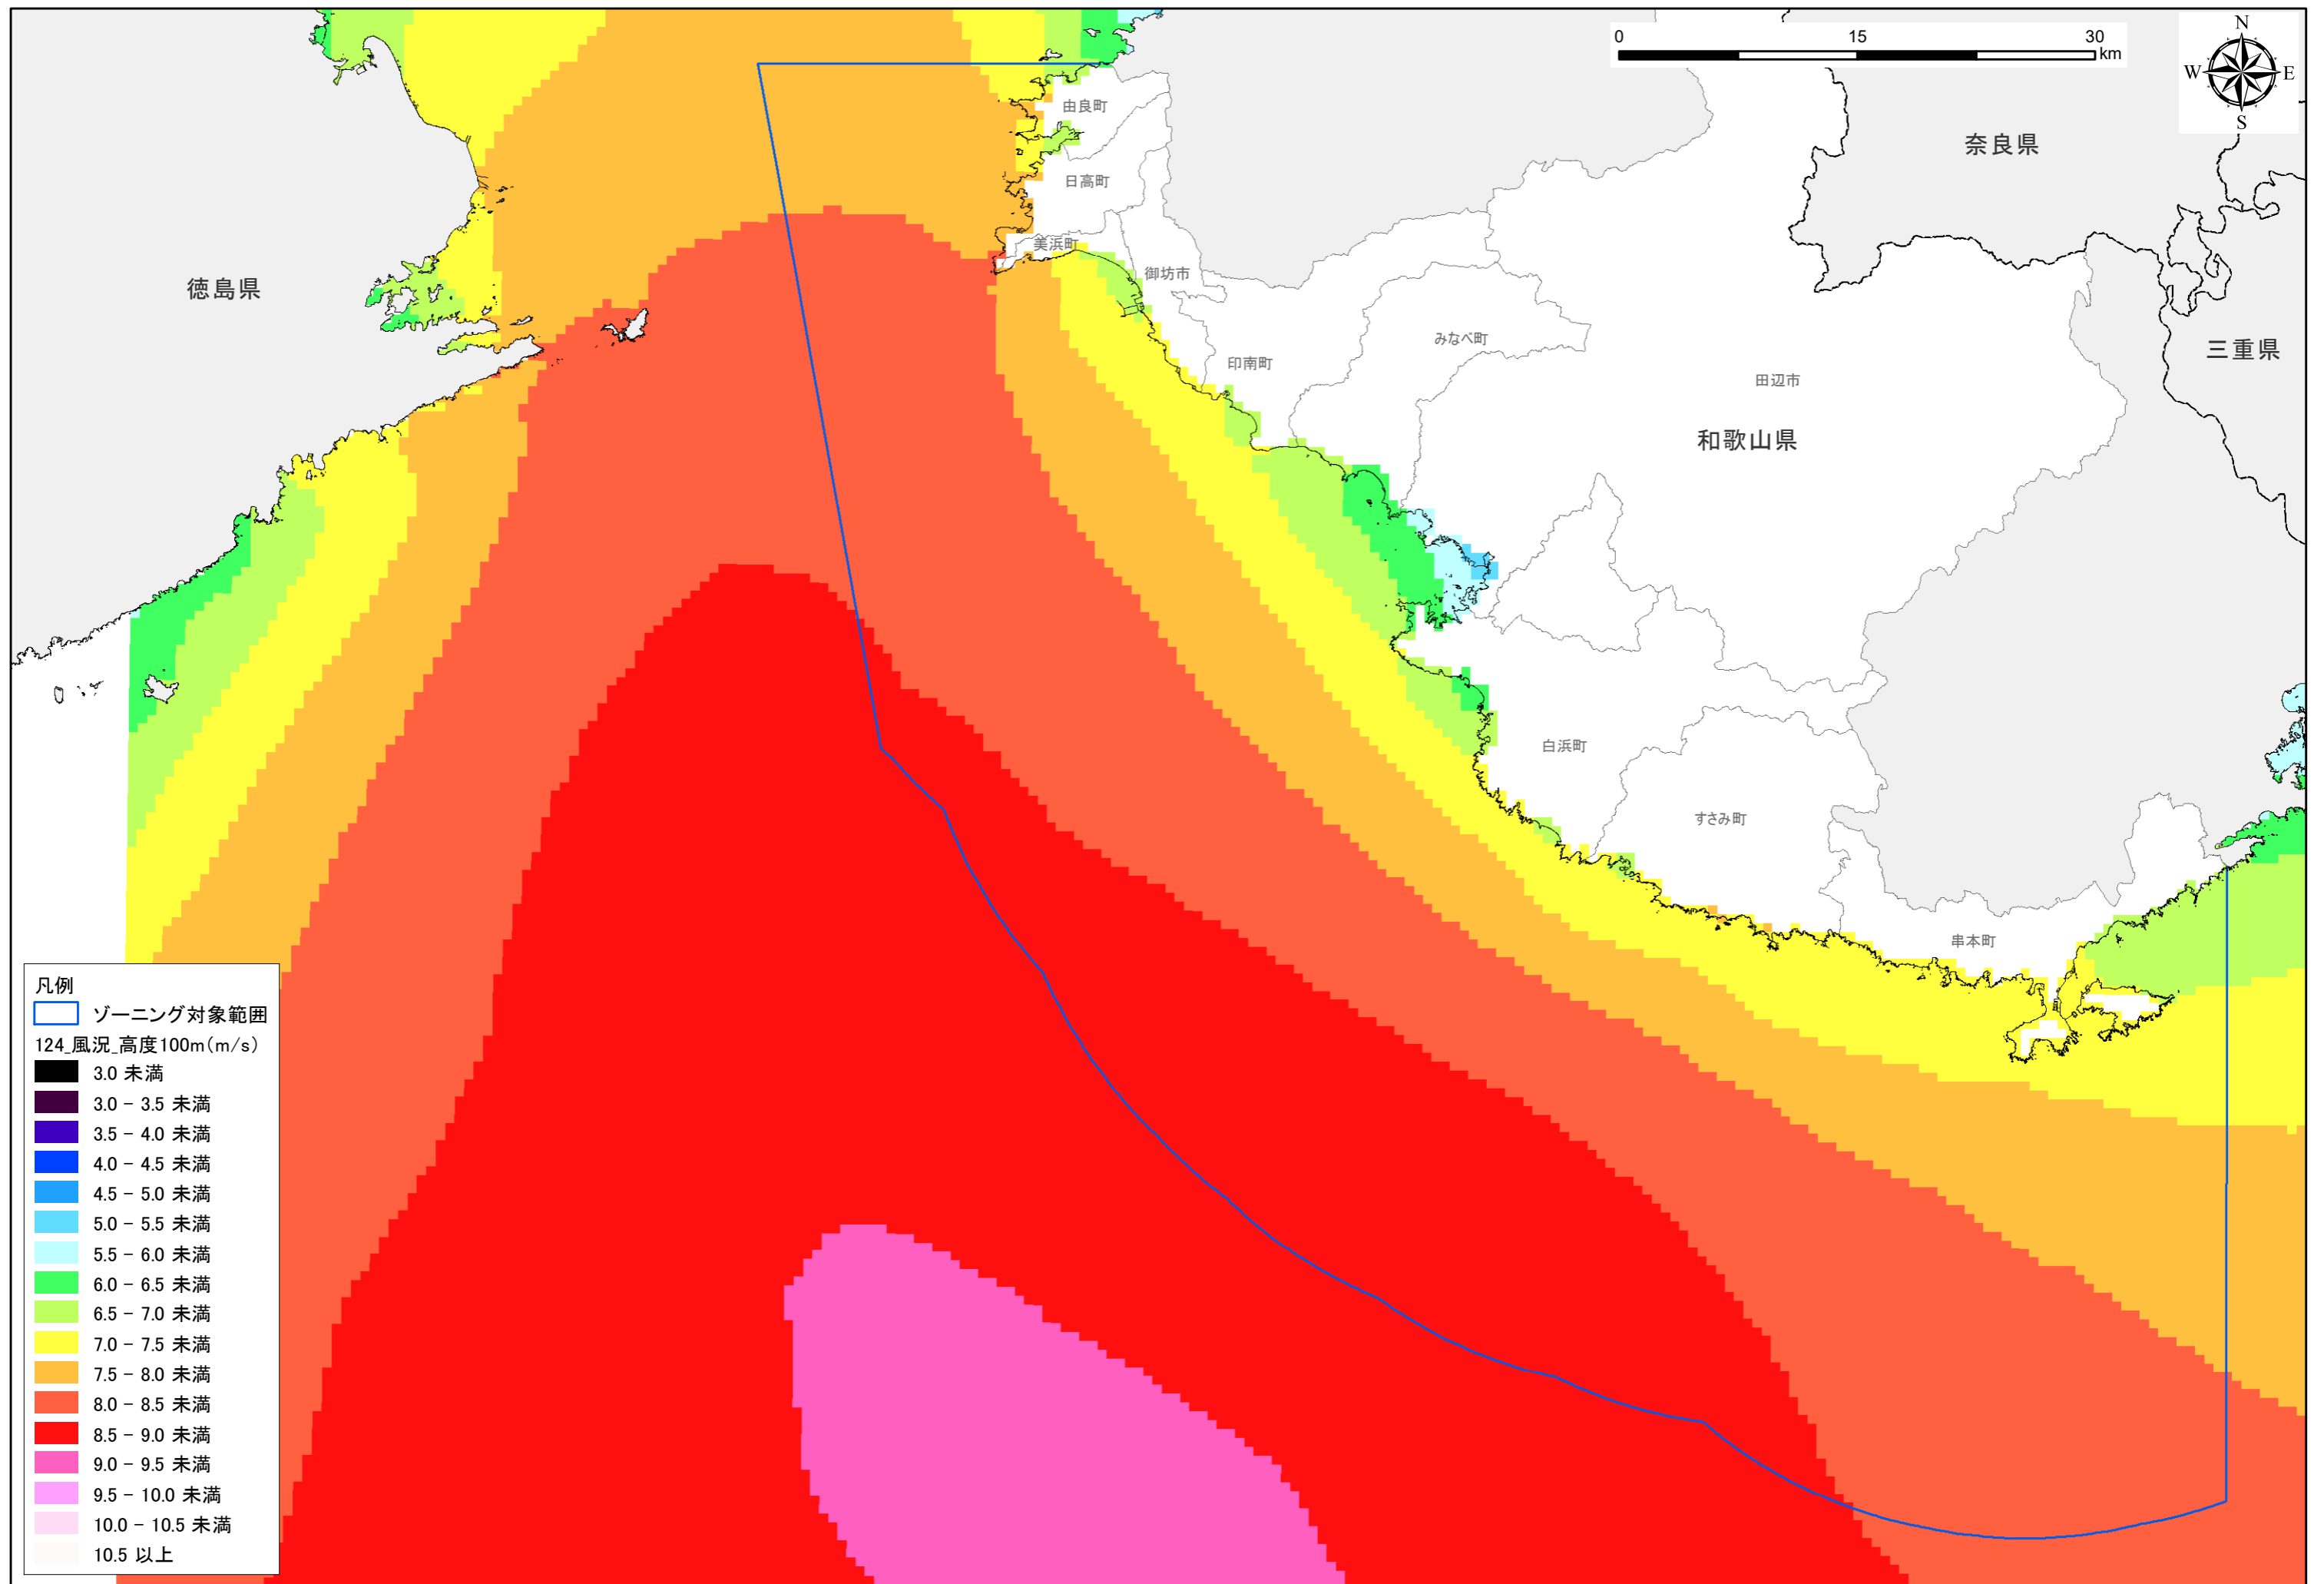 0 15 30
km
N
W E
S
由良町
奈良県
日高町
美浜町
御坊市
徳島県
みなべ町
三重県
印南町
田辺市
和歌山県
白浜町
すさみ町
串本町
凡例
ゾーニング対象範囲
124_風況_高度100m(m/s)
3.0 未満
3.0 − 3.5 未満
3.5 − 4.0 未満
4.0 − 4.5 未満
4.5 − 5.0 未満
5.0 − 5.5 未満
5.5 − 6.0 未満
6.0 − 6.5 未満
6.5 − 7.0 未満
7.0 − 7.5 未満
7.5 − 8.0 未満
8.0 − 8.5 未満
8.5 − 9.0 未満
9.0 − 9.5 未満
9.5 − 10.0 未満
10.0 − 10.5 未満
10.5 以上